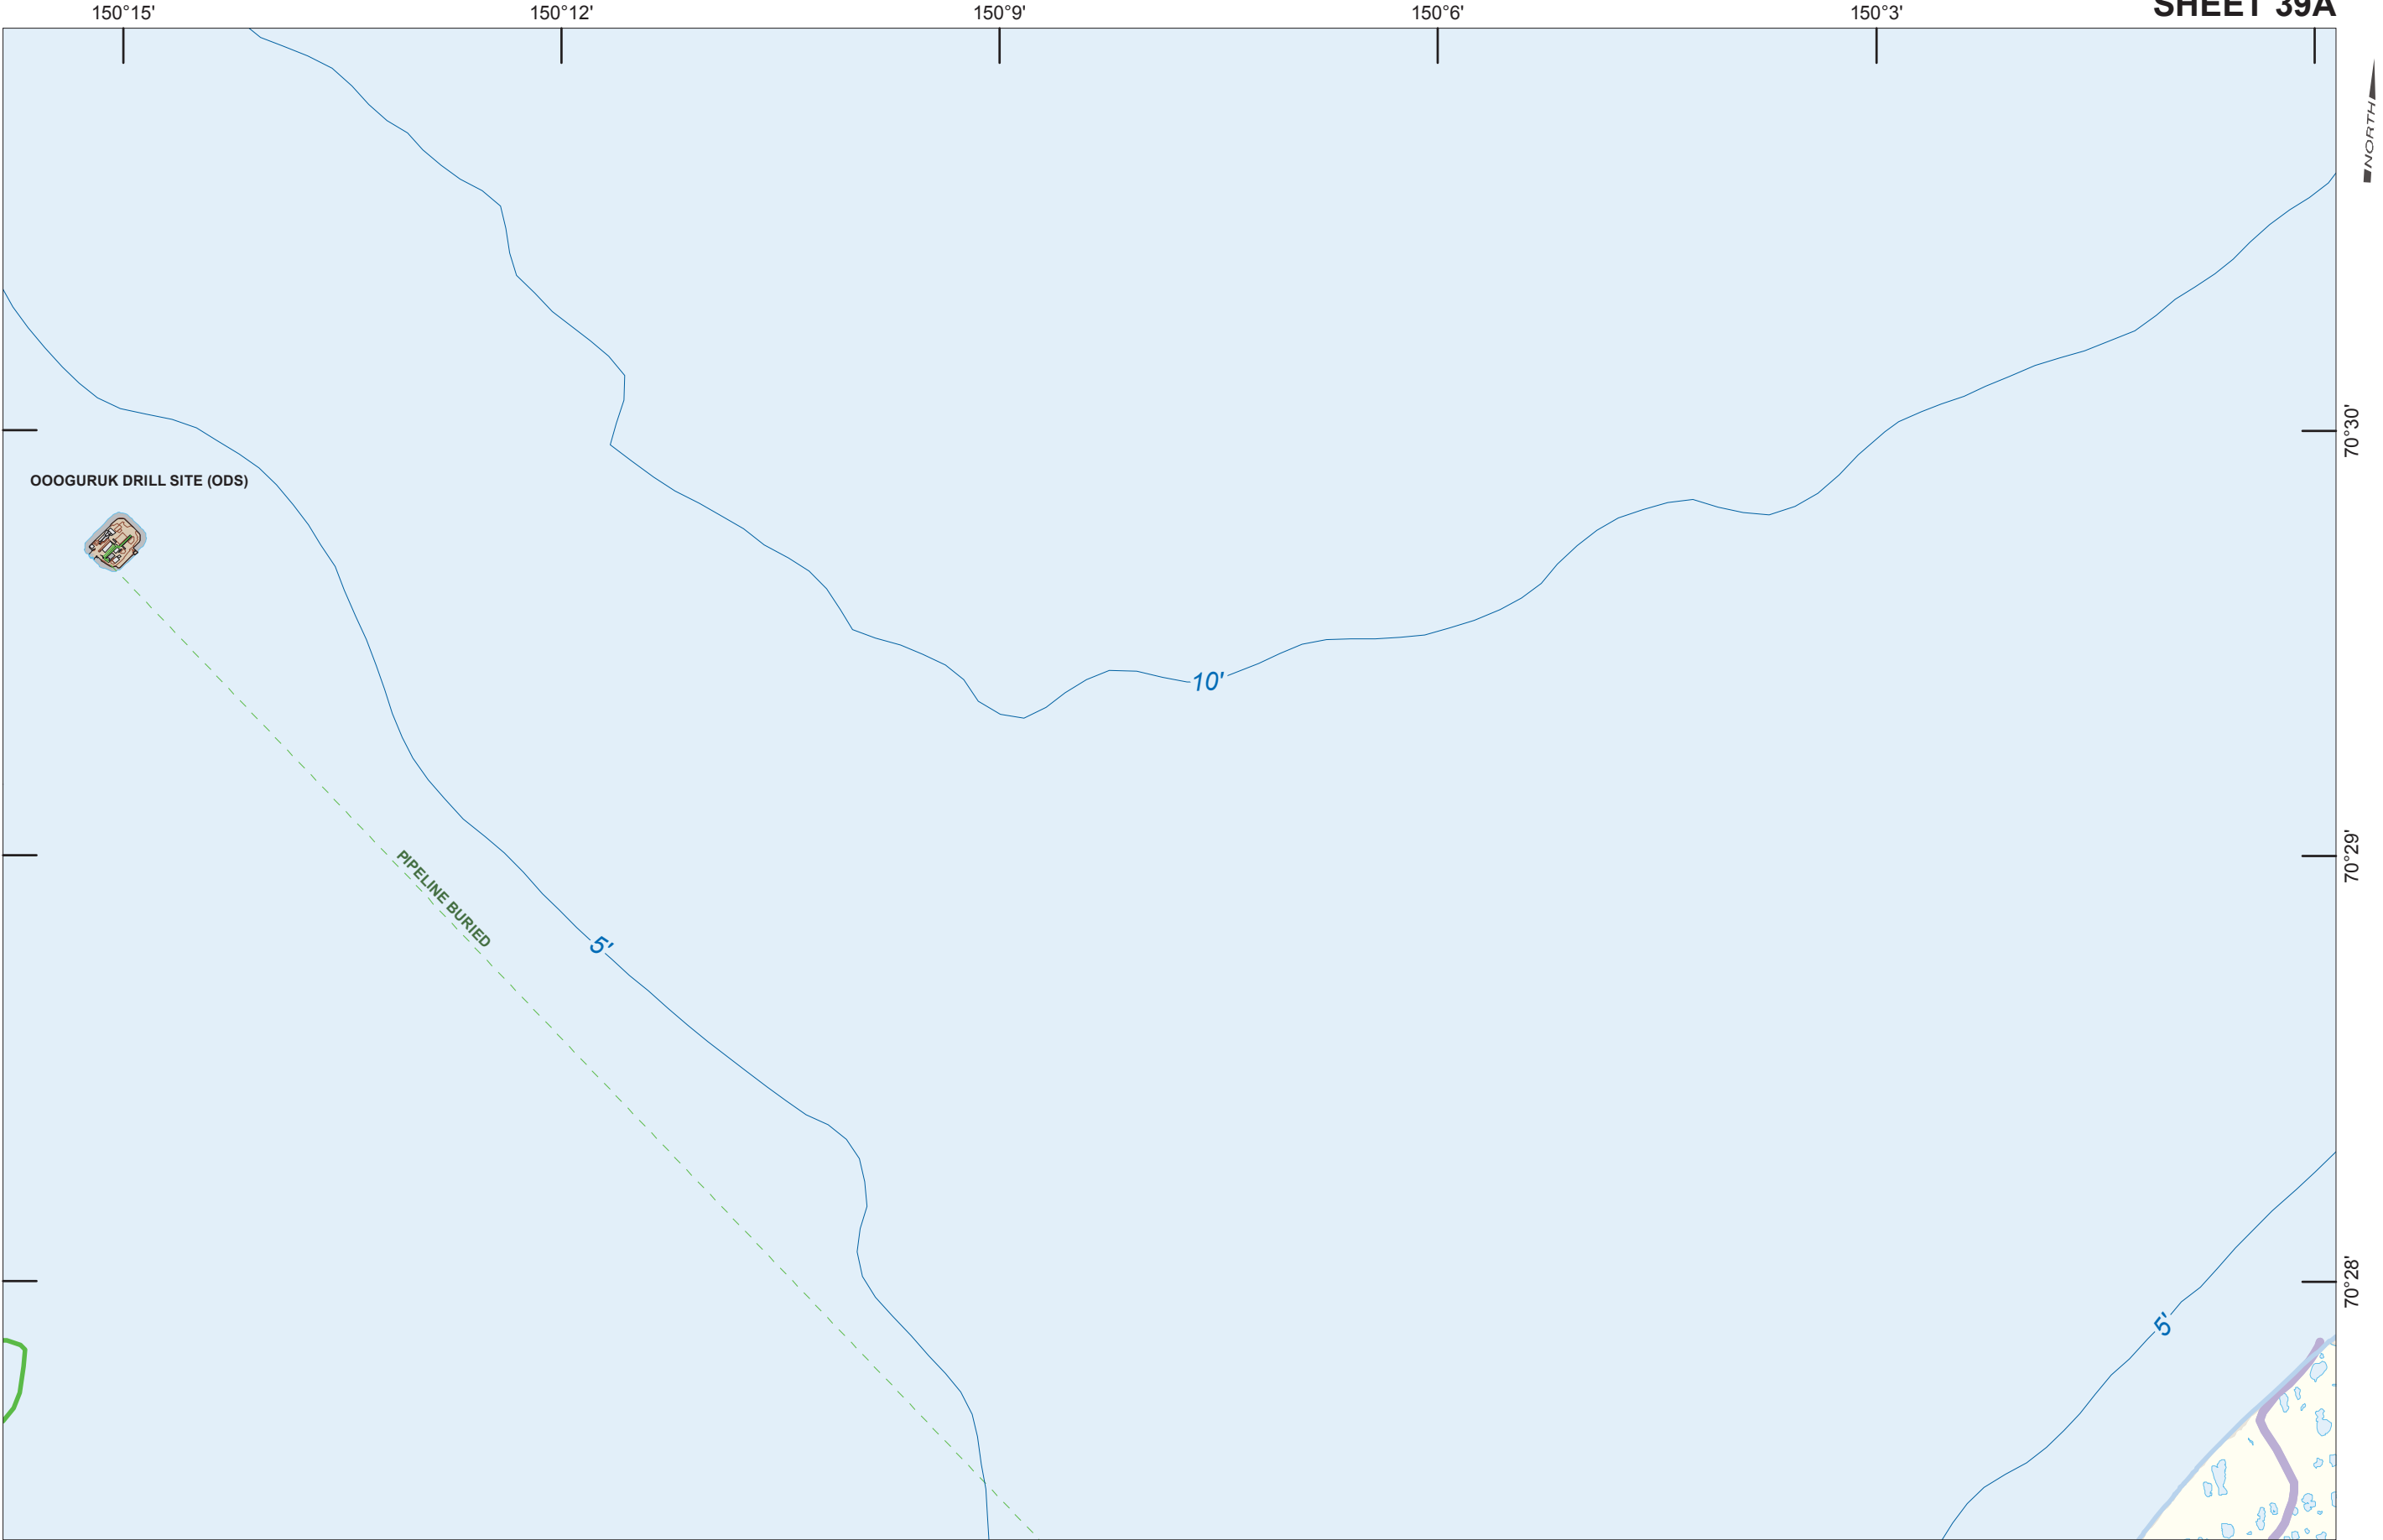 SHEET 39A
150°15'
150°12'
150°9'
150°6'
150°3'
NORTH
70°30'
OOOGURUK DRILL SITE (ODS)
10'
70°29'
PIPELINE BURIED
5'
70°28'
5'